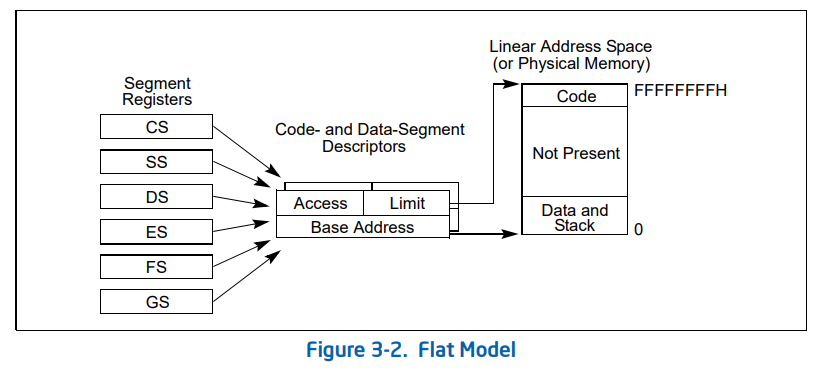 Linear Address Space
(or Physical Memory)
FFFFFFFFH
Code
Not Present
Data and
Stack
0
Segment
Registers
CS
SS
DS
ES
FS
GS
Code- and Data-Segment
Descriptors
Access
Limit
Base Address
Figure 3-2. Flat Model